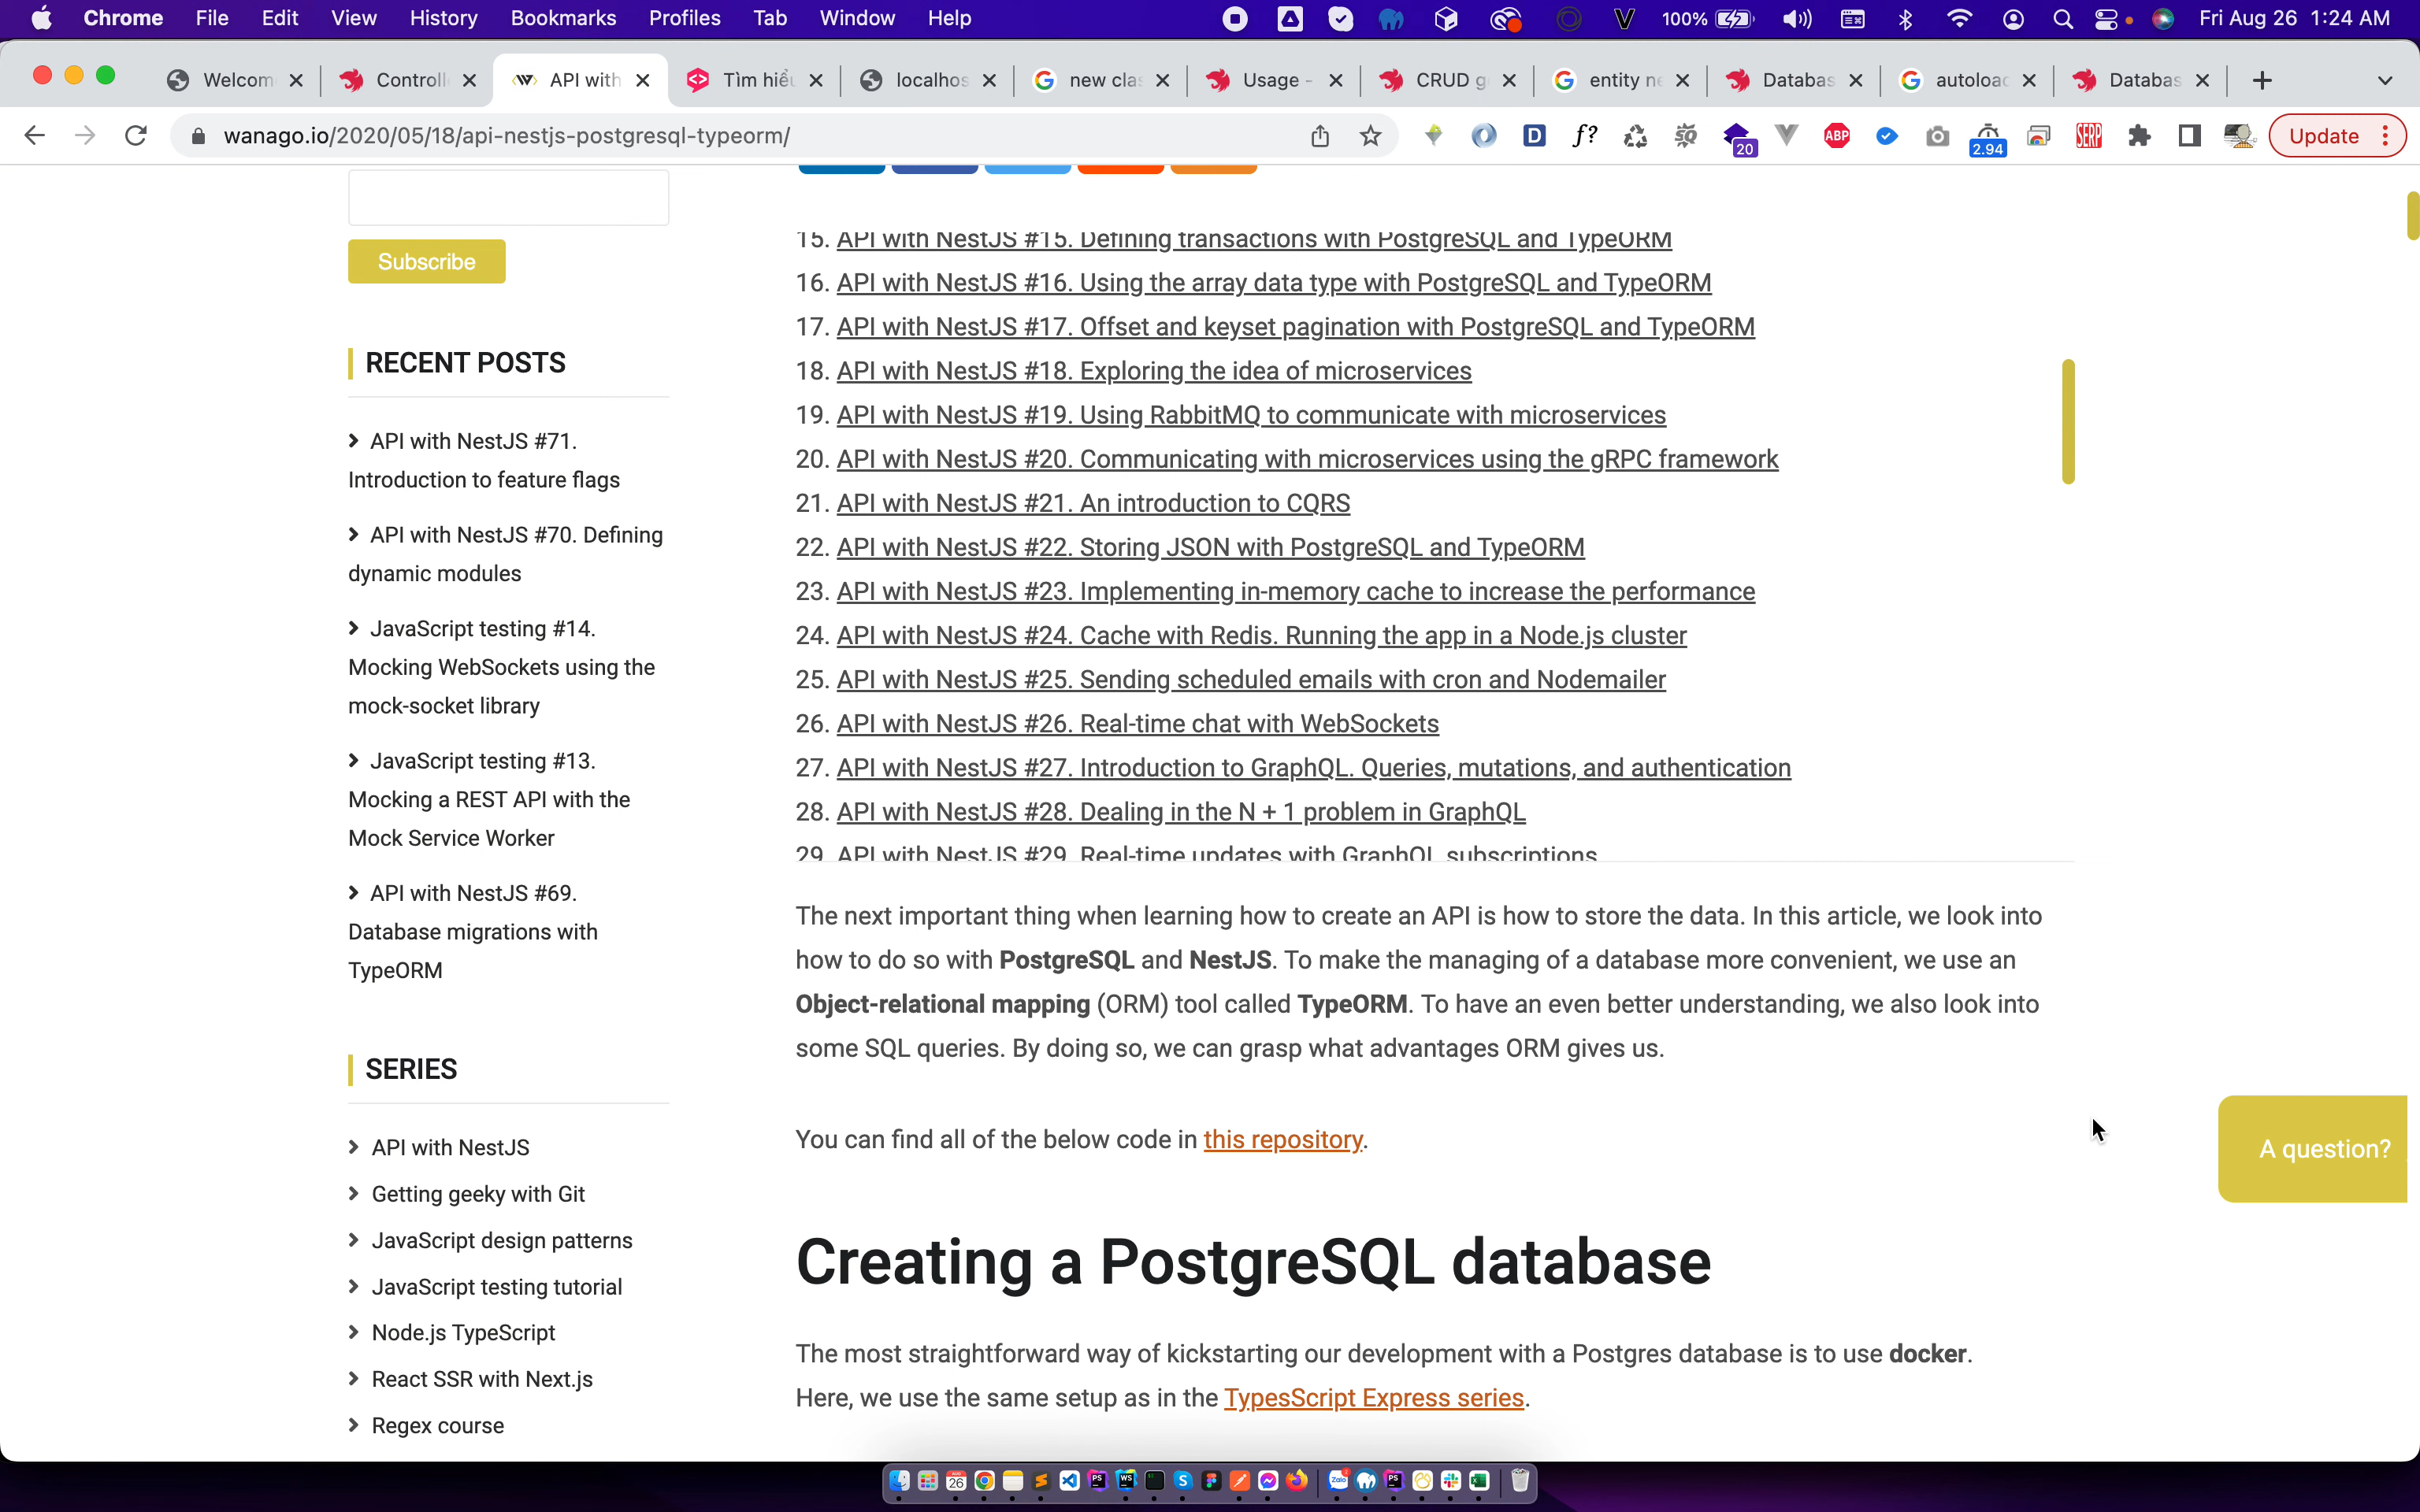 Chrome File Edit View History Bookmarks Profiles Tab Window Help 100% Fri Aug 26 1:24 AM
Welcom Controlle API with Tìm hiểu localhos new clas Usage - CRUD g entity ne Databas autoload Databas
wanago.io/2020/05/18/api-nestjs-postgresql-typeorm/ D f? 20 ABP 2.94 SERP Update
Subscribe
RECENT POSTS
API with NestJS #71.
Introduction to feature flags
API with NestJS #70. Defining
dynamic modules
JavaScript testing #14.
Mocking WebSockets using the
mock-socket library
JavaScript testing #13.
Mocking a REST API with the
Mock Service Worker
API with NestJS #69.
Database migrations with
TypeORM
SERIES
API with NestJS
Getting geeky with Git
JavaScript design patterns
JavaScript testing tutorial
Node.js TypeScript
React SSR with Next.js
Regex course
15. API with NestJS #15. Defining transactions with PostgreSQL and TypeORM
16. API with NestJS #16. Using the array data type with PostgreSQL and TypeORM
17. API with NestJS #17. Offset and keyset pagination with PostgreSQL and TypeORM
18. API with NestJS #18. Exploring the idea of microservices
19. API with NestJS #19. Using RabbitMQ to communicate with microservices
20. API with NestJS #20. Communicating with microservices using the gRPC framework
21. API with NestJS #21. An introduction to CQRS
22. API with NestJS #22. Storing JSON with PostgreSQL and TypeORM
23. API with NestJS #23. Implementing in-memory cache to increase the performance
24. API with NestJS #24. Cache with Redis. Running the app in a Node.js cluster
25. API with NestJS #25. Sending scheduled emails with cron and Nodemailer
26. API with NestJS #26. Real-time chat with WebSockets
27. API with NestJS #27. Introduction to GraphQL. Queries, mutations, and authentication
28. API with NestJS #28. Dealing in the N + 1 problem in GraphQL
29. API with NestJS #29. Real-time updates with GraphQL subscriptions
The next important thing when learning how to create an API is how to store the data. In this article, we look into
how to do so with PostgreSQL and NestJS. To make the managing of a database more convenient, we use an
Object-relational mapping (ORM) tool called TypeORM. To have an even better understanding, we also look into
some SQL queries. By doing so, we can grasp what advantages ORM gives us.
You can find all of the below code in this repository.
A question?
Creating a PostgreSQL database
The most straightforward way of kickstarting our development with a Postgres database is to use docker.
Here, we use the same setup as in the TypesScript Express series.